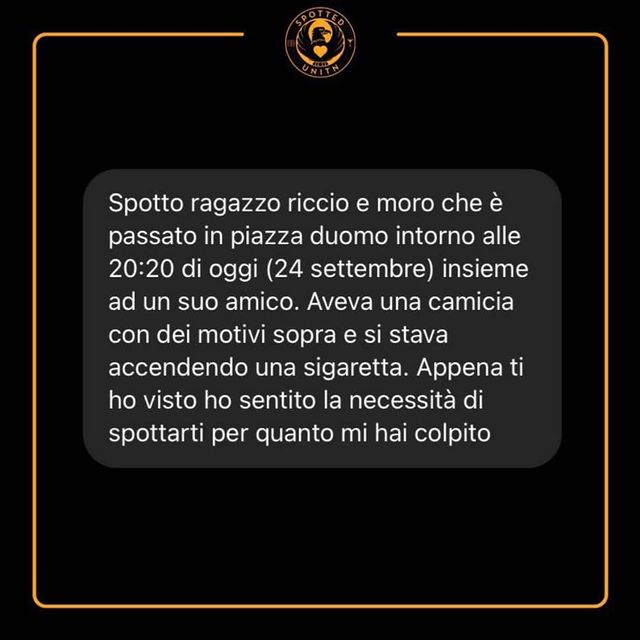 SPOTTED
UNITN
Spotto ragazzo riccio e moro che è
passato in piazza duomo intorno alle
20:20 di oggi (24 settembre) insieme
ad un suo amico. Aveva una camicia
con dei motivi sopra e si stava
accendendo una sigaretta. Appena ti
ho visto ho sentito la necessità di
spottarti per quanto mi hai colpito